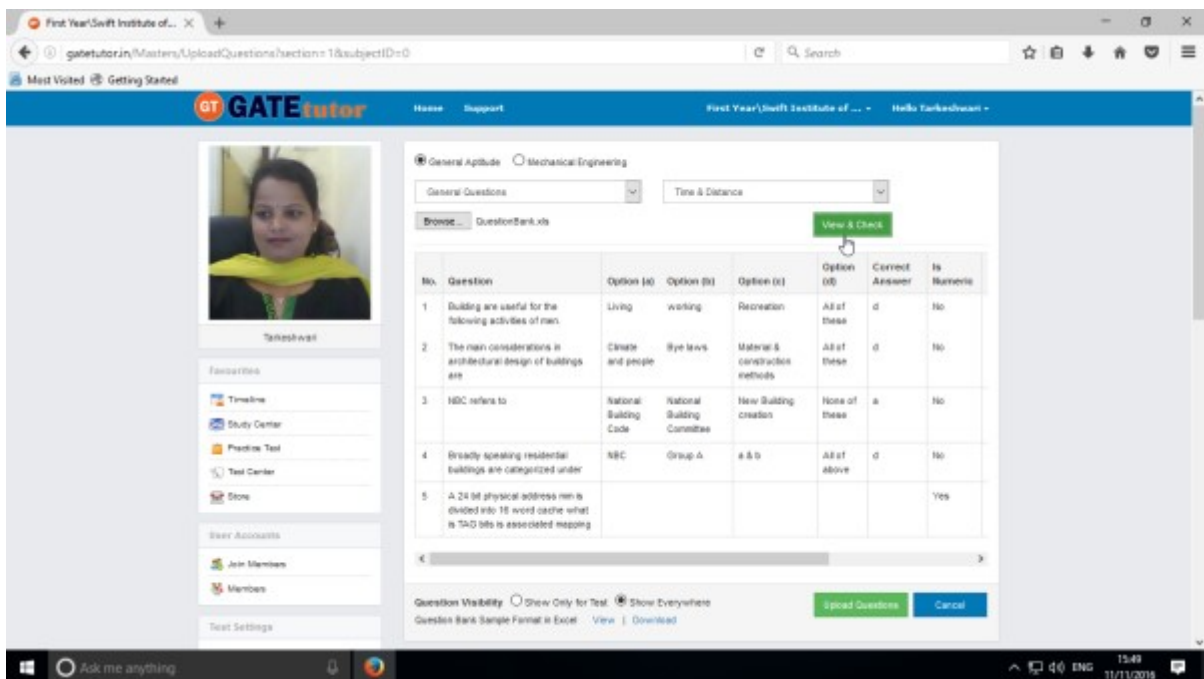 First Year\Swift Institute of...
gatetutor.in/Masters/UploadQuestions?section=1&subjectID=0
Search
Most Visited Getting Started
GT GATEtutor Home Support First Year\Swift Institute of ... Hello Tarkeshwari
General Aptitude Mechanical Engineering
General Questions Time & Distance
Browse... QuestionBank.xls View & Check
No. Question Option (a) Option (b) Option (c) Option (d) Correct Answer Is Numeric
1 Building are useful for the following activities of men. Living working Recreation All of these d No
2 The main considerations in architectural design of buildings are Climate and people Bye laws Material & construction methods All of these d No
3 NBC refers to National Building Code National Building Committee New Building creation None of these a No
4 Broadly speaking residential buildings are categorized under NBC Group A a & b All of above d No
5 A 24 bit physical address mm is divided into 16 word cache what is TAG bits is associated mapping Yes
Question Visibility Show Only for Test Show Everywhere Upload Questions Cancel
Question Bank Sample Format in Excel View | Download
Tarkeshwari
Favourites
Timeline
Study Center
Practice Test
Test Center
Store
User Accounts
Join Members
Members
Test Settings
Ask me anything
ENG 15:49
11/11/2016